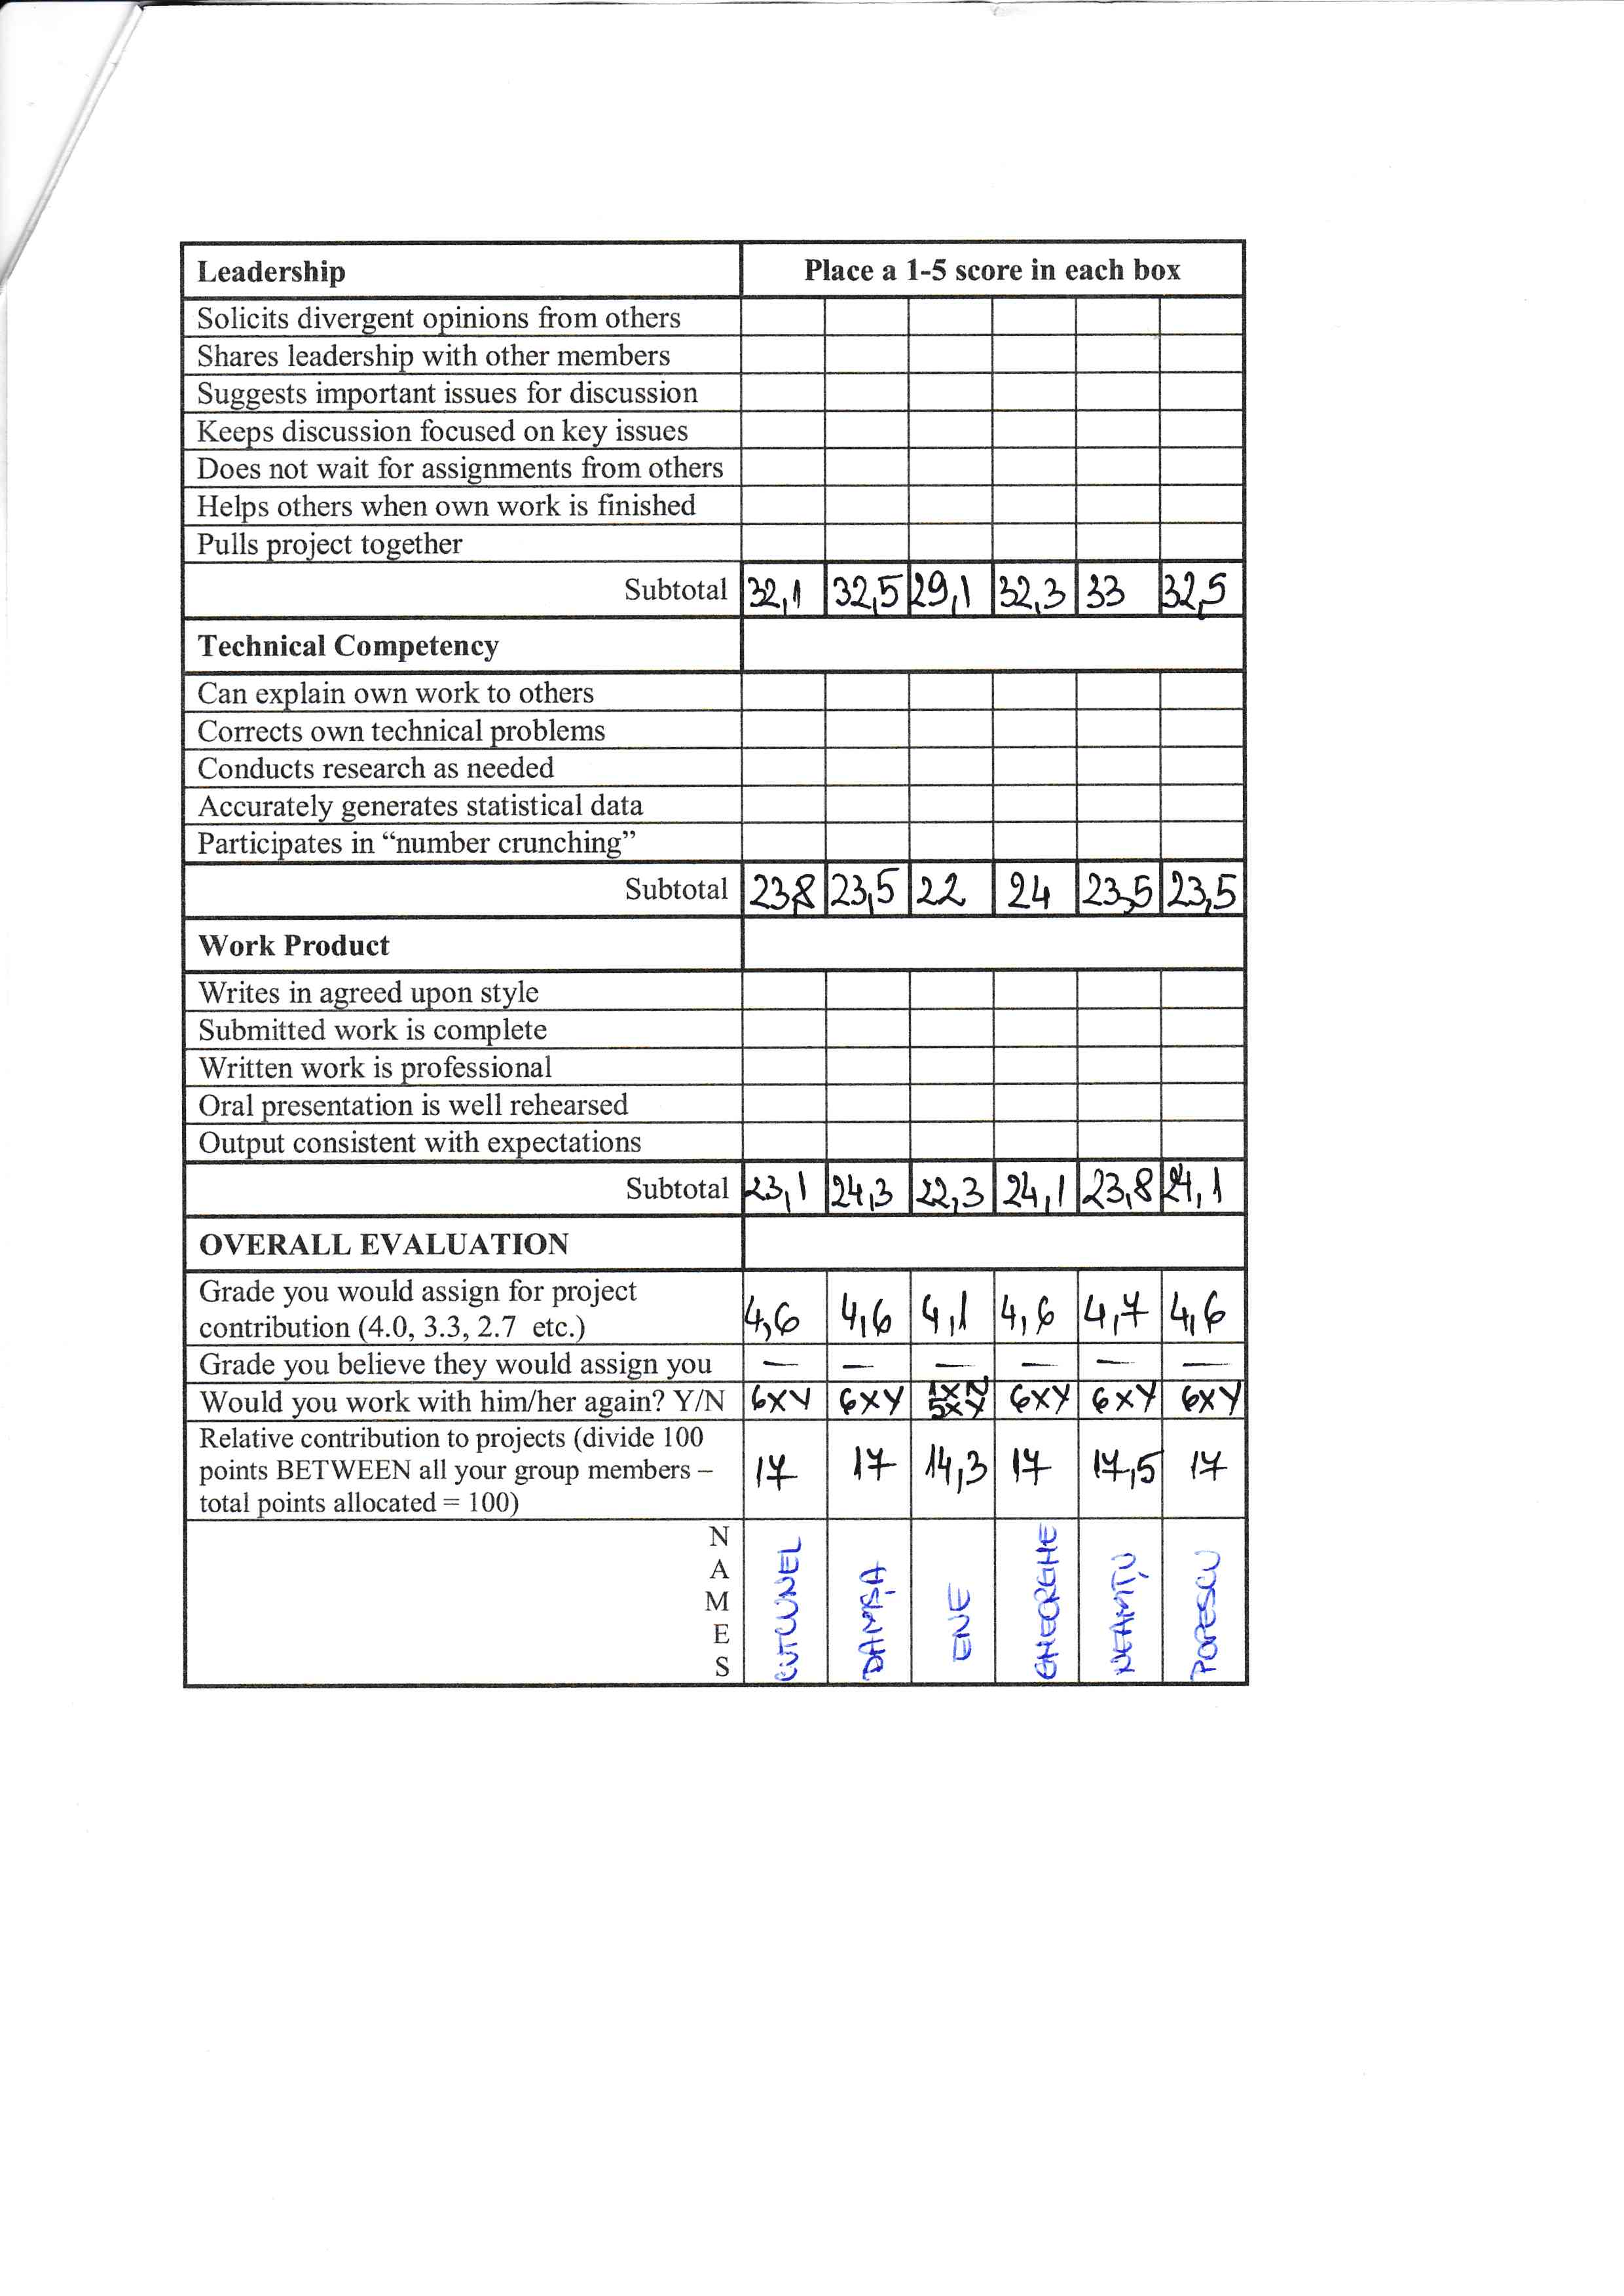 Leadership Place a 1-5 score in each box
Solicits divergent opinions from others
Shares leadership with other members
Suggests important issues for discussion
Keeps discussion focused on key issues
Does not wait for assignments from others
Helps others when own work is finished
Pulls project together
Subtotal 32,1 32,5 29,1 32,3 33 32,5
Technical Competency
Can explain own work to others
Corrects own technical problems
Conducts research as needed
Accurately generates statistical data
Participates in “number crunching”
Subtotal 23,8 23,5 22 24 23,5 23,5
Work Product
Writes in agreed upon style
Submitted work is complete
Written work is professional
Oral presentation is well rehearsed
Output consistent with expectations
Subtotal 23,1 24,3 22,3 24,1 23,8 24,1
OVERALL EVALUATION
Grade you would assign for project
contribution (4.0, 3.3, 2.7 etc.) 4,6 4,6 4,1 4,6 4,7 4,6
Grade you believe they would assign you — — — — — —
Would you work with him/her again? Y/N 6XY 6XY 1XN 5XY 6XY 6XY 6XY
Relative contribution to projects (divide 100
points BETWEEN all your group members – 17 17 14,3 17 17,5 17
total points allocated = 100)
NAMES
CUTCUNEL
DAMȘA
ENE
GHEORGHE
NEAMȚU
POPESCU